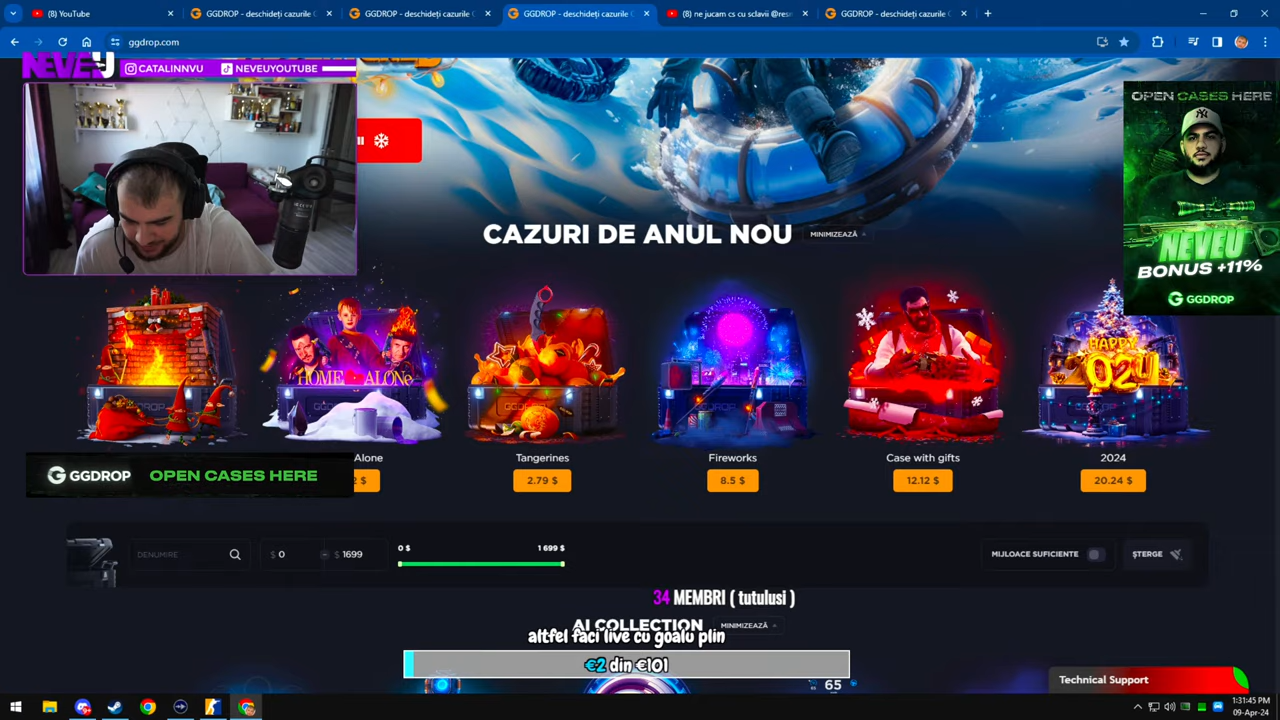 (8) YouTube
GGDROP - deschideți cazurile
GGDROP - deschideți cazurile
GGDROP - deschideți cazurile
(8) ne jucam cs cu sclavii @resn
GGDROP - deschideți cazurile
ggdrop.com
NEVEU
CATALINNVU
NEVEUYOUTUBE
OPEN CASES HERE
NEVEU
BONUS +11%
GGDROP
CAZURI DE ANUL NOU
MINIMIZEAZĂ
HOME ALONe
HAPPY
024
GGDROP
OPEN CASES HERE
Alone
Tangerines
Fireworks
Case with gifts
2024
2.79 $
8.5 $
12.12 $
20.24 $
DENUMIRE
$ 0
$ 1699
0 $
1 699 $
MIJLOACE SUFICIENTE
ȘTERGE
34 MEMBRI ( tutulusi )
AI COLLECTION
MINIMIZEAZĂ
altfel faci live cu goalu plin
€2 din €101
65
Technical Support
1:31:45 PM
09-Apr-24